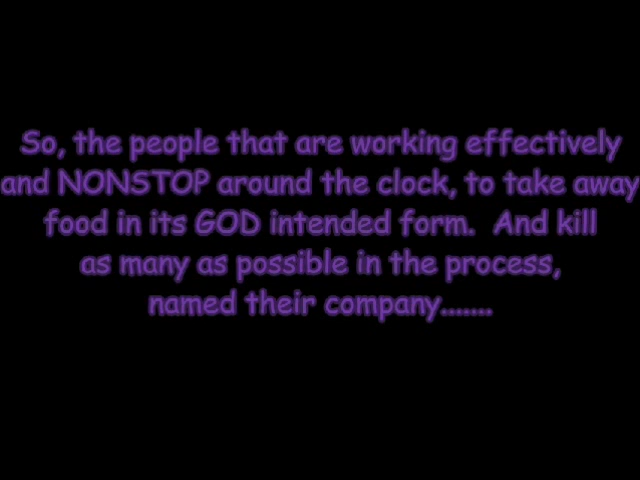 So, the people that are working effectively
and NONSTOP around the clock, to take away
food in its GOD intended form.  And kill
as many as possible in the process,
named their company.......